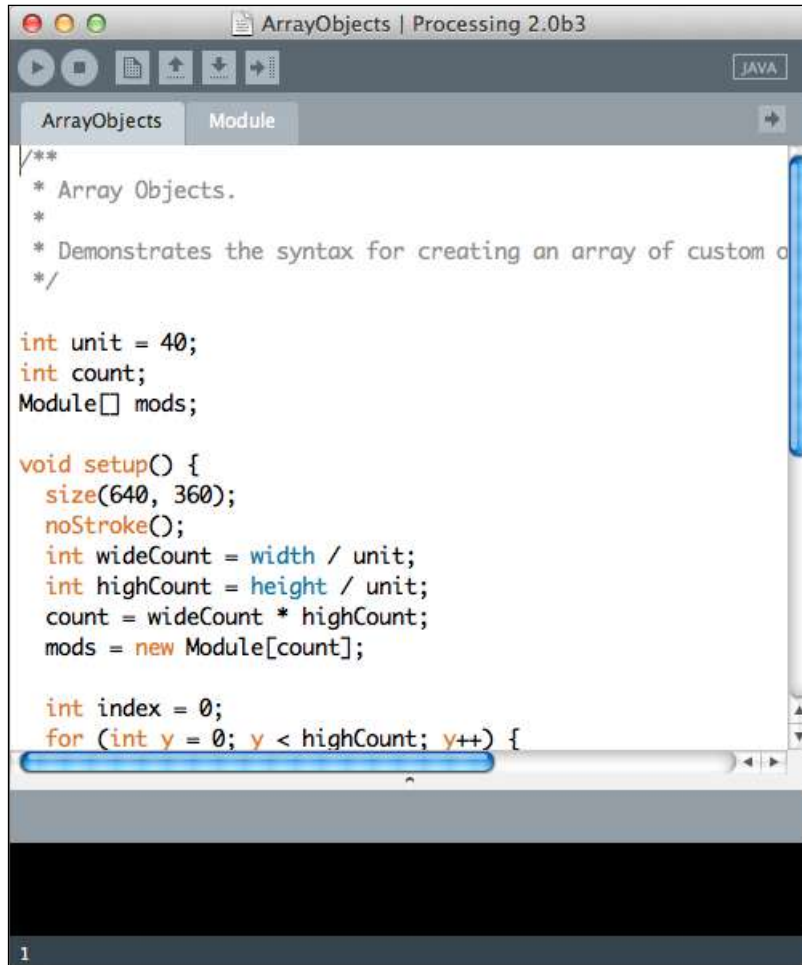 ArrayObjects | Processing 2.0b3
JAVA
ArrayObjects Module
/**
 * Array Objects.
 *
 * Demonstrates the syntax for creating an array of custom o
 */
int unit = 40;
int count;
Module[] mods;
void setup() {
  size(640, 360);
  noStroke();
  int wideCount = width / unit;
  int highCount = height / unit;
  count = wideCount * highCount;
  mods = new Module[count];
  int index = 0;
  for (int y = 0; y < highCount; y++) {
1